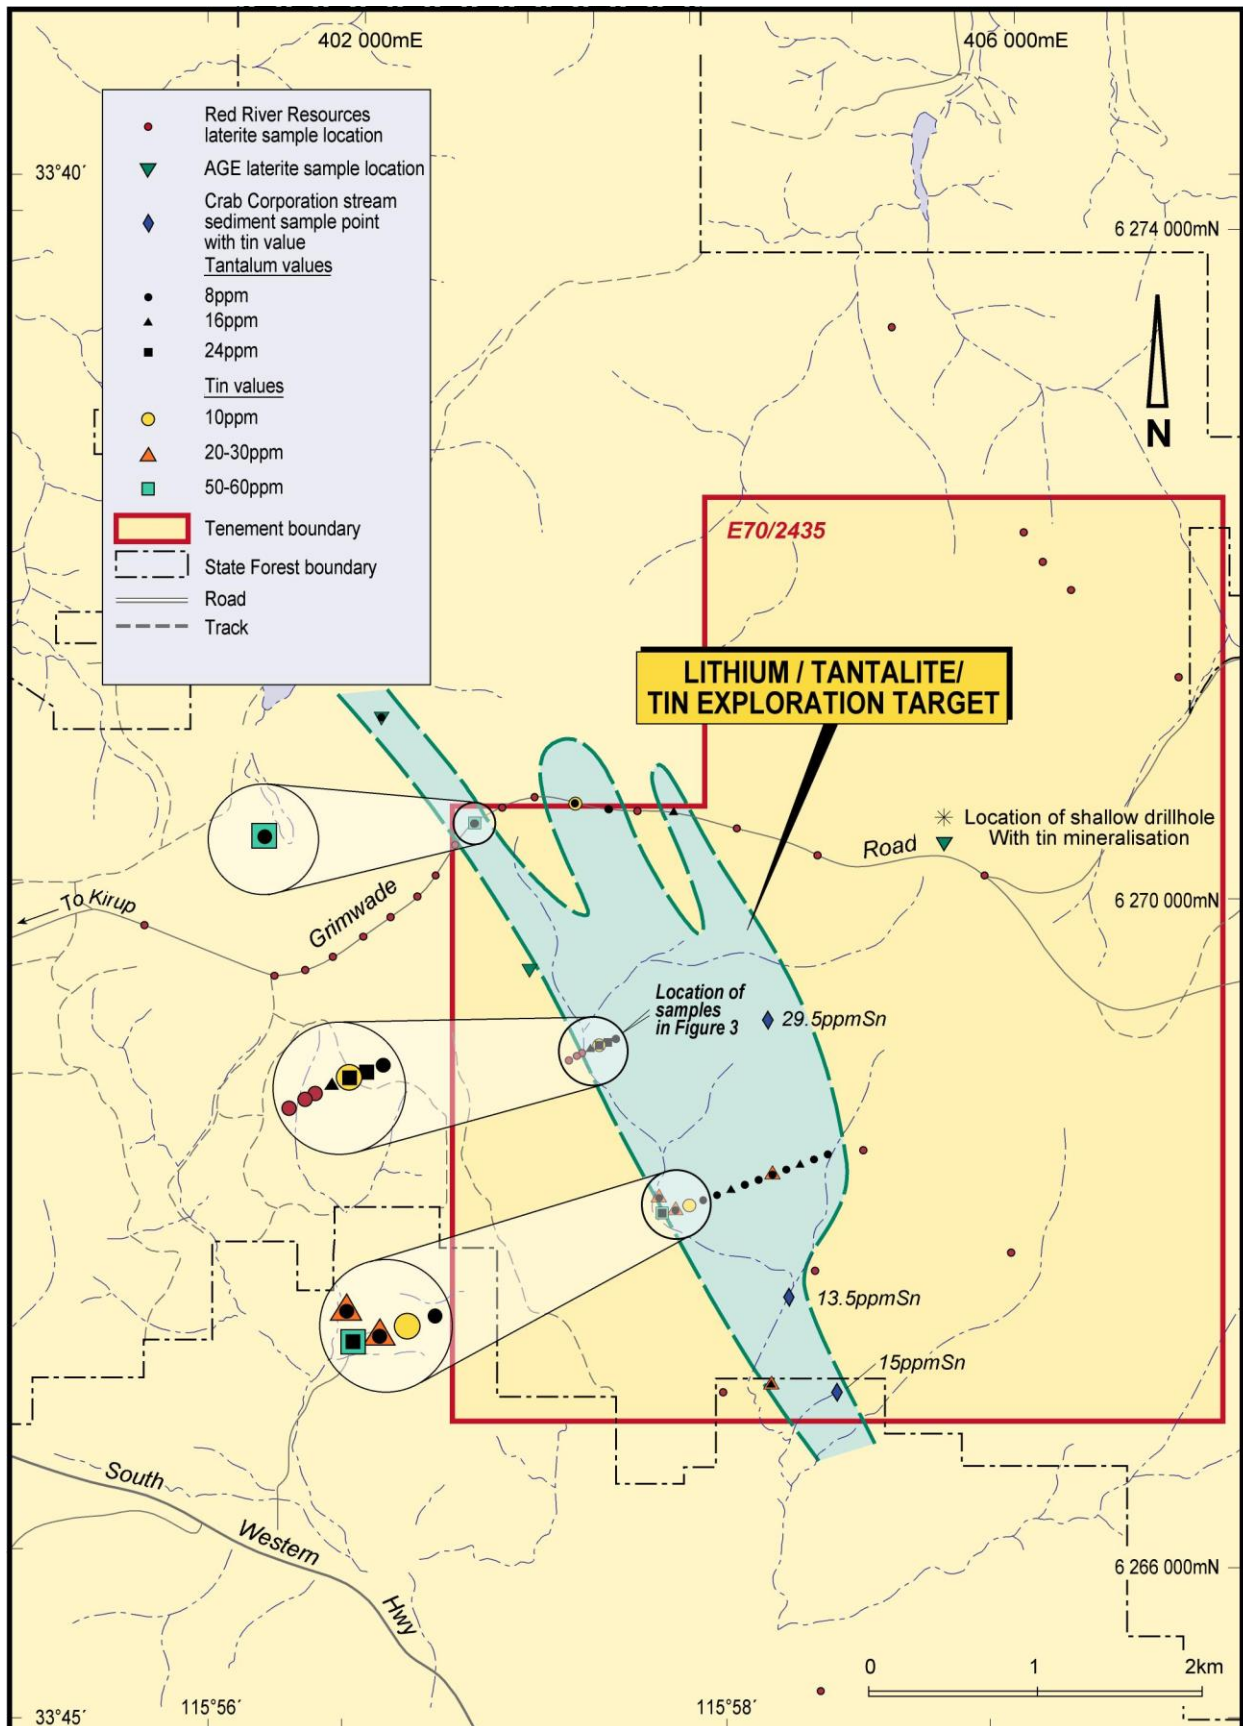 402 000mE
406 000mE
Red River Resources
laterite sample location
AGE laterite sample location
Crab Corporation stream
sediment sample point
with tin value
Tantalum values
8ppm
16ppm
24ppm
Tin values
10ppm
20-30ppm
50-60ppm
Tenement boundary
State Forest boundary
Road
Track
33°40´
6 274 000mN
N
E70/2435
LITHIUM / TANTALITE/
TIN EXPLORATION TARGET
Location of shallow drillhole
With tin mineralisation
Road
To Kirup
Grimwade
6 270 000mN
Location of
samples
in Figure 3
29.5ppmSn
13.5ppmSn
15ppmSn
South
Western
Hwy
6 266 000mN
0 1 2km
33°45´
115°56´
115°58´